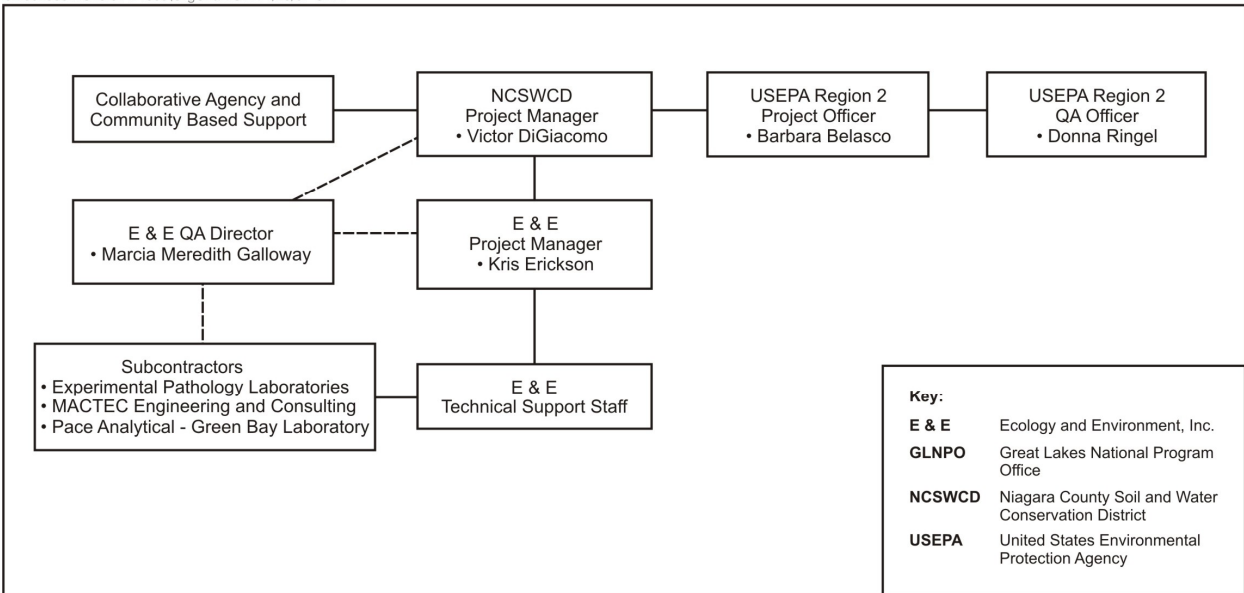 Collaborative Agency and
Community Based Support
NCSWCD
Project Manager
• Victor DiGiacomo
USEPA Region 2
Project Officer
• Barbara Belasco
USEPA Region 2
QA Officer
• Donna Ringel
E & E QA Director
• Marcia Meredith Galloway
E & E
Project Manager
• Kris Erickson
Subcontractors
• Experimental Pathology Laboratories
• MACTEC Engineering and Consulting
• Pace Analytical - Green Bay Laboratory
E & E
Technical Support Staff
Key:
E & E Ecology and Environment, Inc.
GLNPO Great Lakes National Program
Office
NCSWCD Niagara County Soil and Water
Conservation District
USEPA United States Environmental
Protection Agency